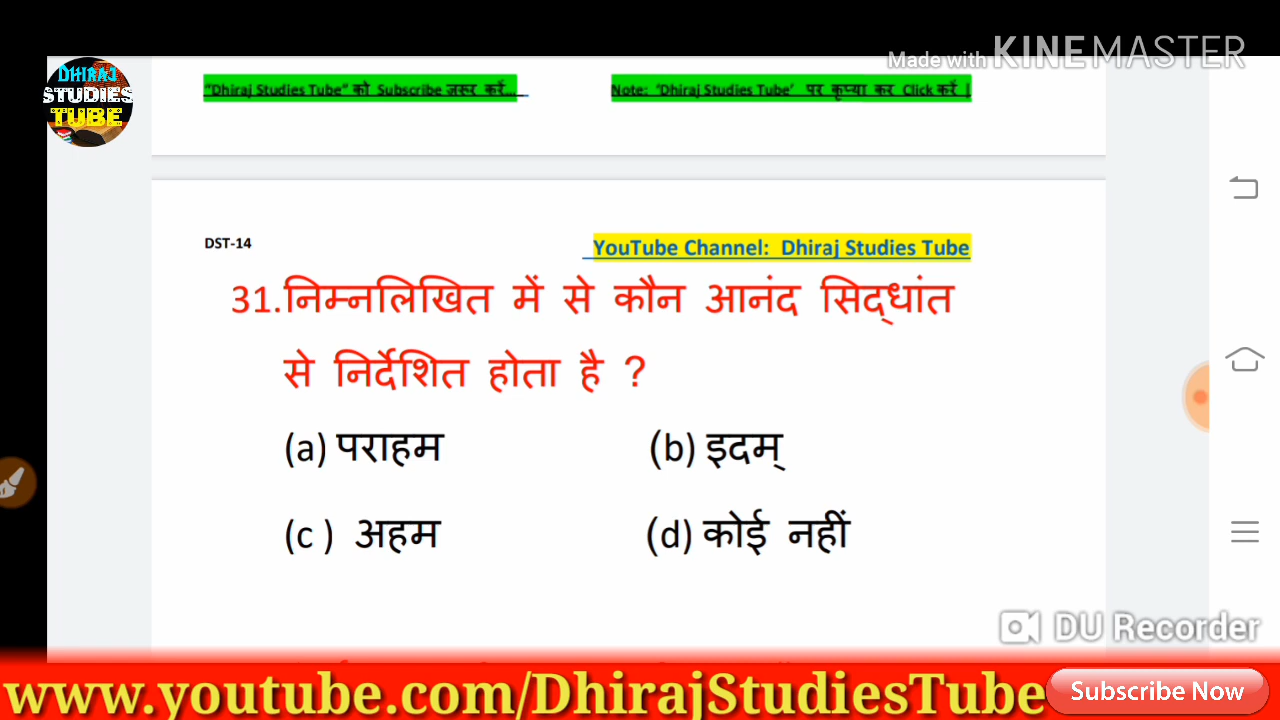 Made with KINEMASTER
DHIRAJ
STUDIES
TUBE
"Dhiraj Studies Tube" को Subscribe जरूर करें...
Note: 'Dhiraj Studies Tube' पर कृप्या कर Click करें |
DST-14
YouTube Channel: Dhiraj Studies Tube
31.निम्नलिखित में से कौन आनंद सिद्धांत
से निर्देशित होता है ?
(a) पराहम (b) इदम्
(c ) अहम (d) कोई नहीं
DU Recorder
www.youtube.com/DhirajStudiesTube
Subscribe Now